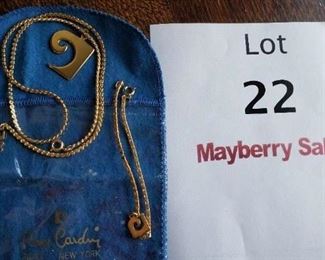 Lot
22
Mayberry Sal
Cardin
NEW YORK